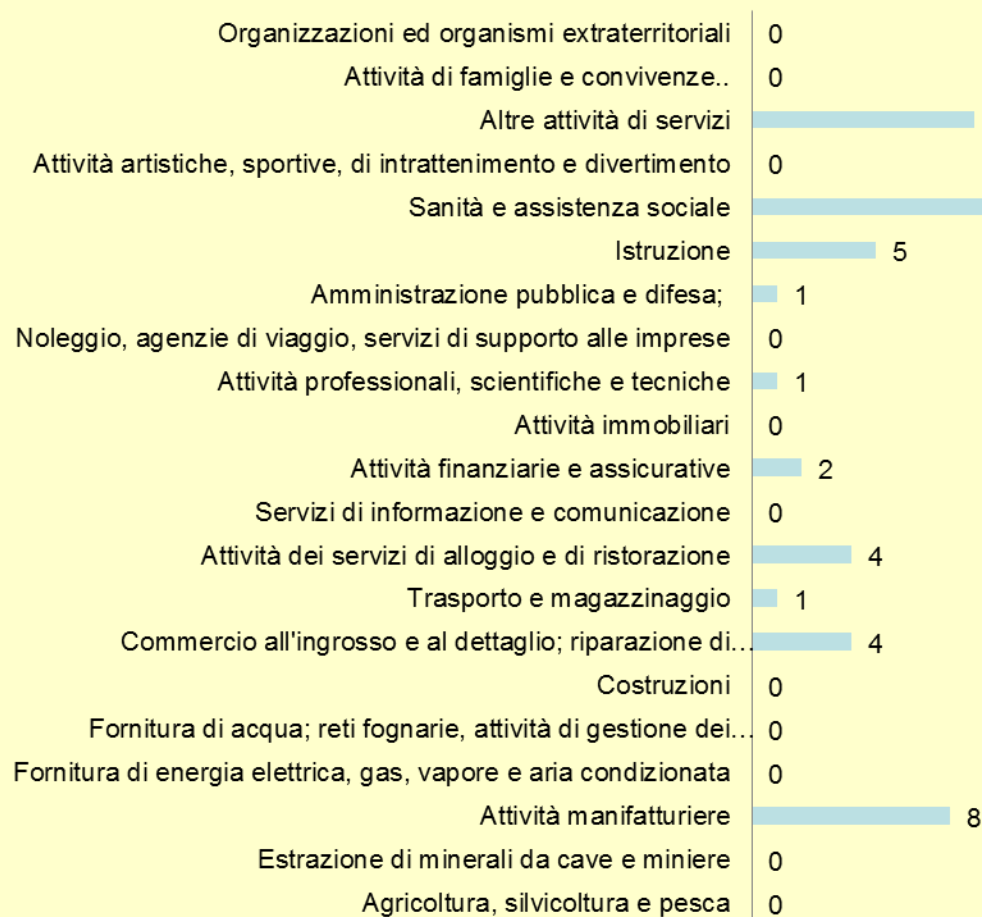 Organizzazioni ed organismi extraterritoriali 0
Attività di famiglie e convivenze.. 0
Altre attività di servizi
Attività artistiche, sportive, di intrattenimento e divertimento 0
Sanità e assistenza sociale
Istruzione 5
Amministrazione pubblica e difesa; 1
Noleggio, agenzie di viaggio, servizi di supporto alle imprese 0
Attività professionali, scientifiche e tecniche 1
Attività immobiliari 0
Attività finanziarie e assicurative 2
Servizi di informazione e comunicazione 0
Attività dei servizi di alloggio e di ristorazione 4
Trasporto e magazzinaggio 1
Commercio all'ingrosso e al dettaglio; riparazione di... 4
Costruzioni 0
Fornitura di acqua; reti fognarie, attività di gestione dei... 0
Fornitura di energia elettrica, gas, vapore e aria condizionata 0
Attività manifatturiere 8
Estrazione di minerali da cave e miniere 0
Agricoltura, silvicoltura e pesca 0